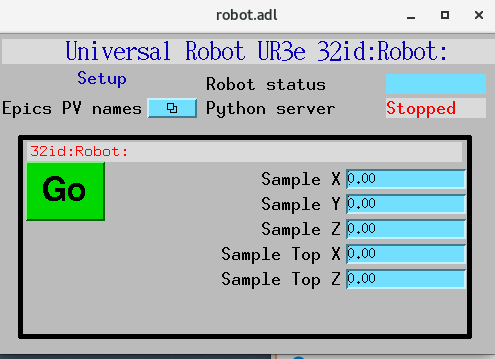 robot.adl
Universal Robot UR3e 32id:Robot:
Setup
Robot status
Epics PV names
Python server
Stopped
32id:Robot:
Go
Sample X 0.00
Sample Y 0.00
Sample Z 0.00
Sample Top X 0.00
Sample Top Z 0.00